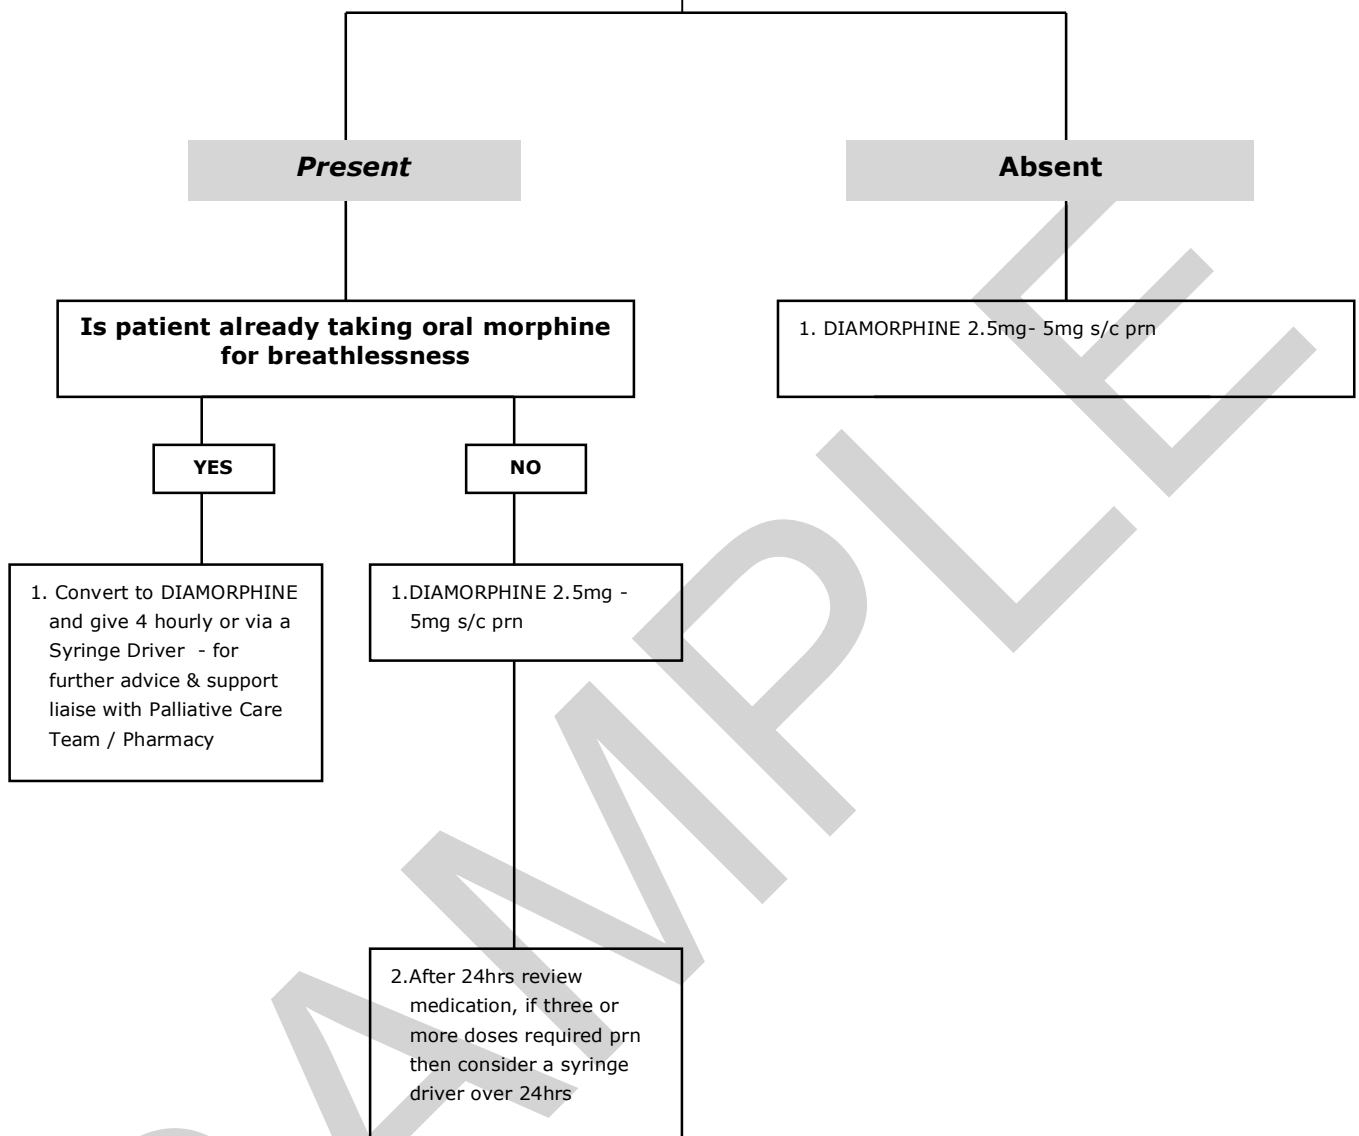 Present
Absent
Is patient already taking oral morphine
for breathlessness
1. DIAMORPHINE 2.5mg- 5mg s/c prn
YES
NO
1. Convert to DIAMORPHINE
and give 4 hourly or via a
Syringe Driver - for
further advice & support
liaise with Palliative Care
Team / Pharmacy
1.DIAMORPHINE 2.5mg -
5mg s/c prn
2.After 24hrs review
medication, if three or
more doses required prn
then consider a syringe
driver over 24hrs
SAMPLE